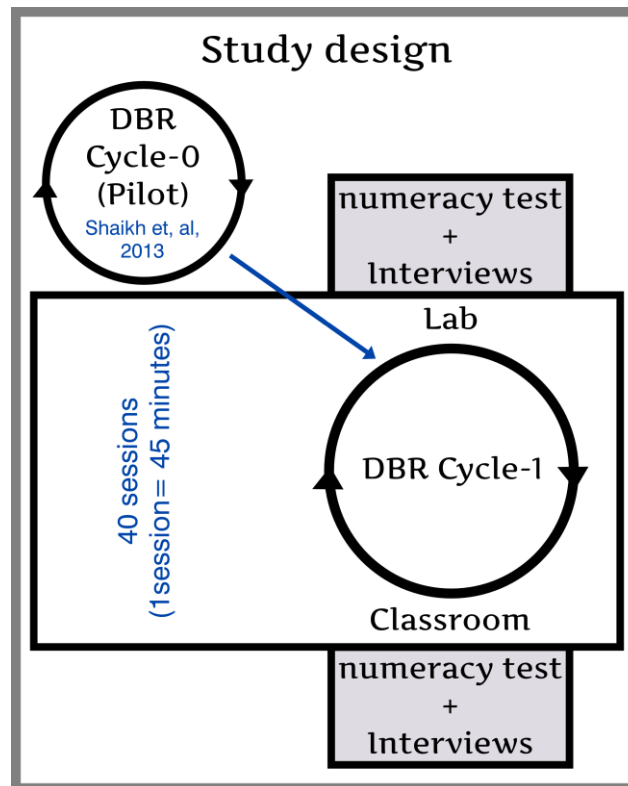 Study design
DBR
Cycle-0
(Pilot)
Shaikh et, al,
2013
numeracy test
+
Interviews
Lab
40 sessions
(1session= 45 minutes)
DBR Cycle-1
Classroom
numeracy test
+
Interviews